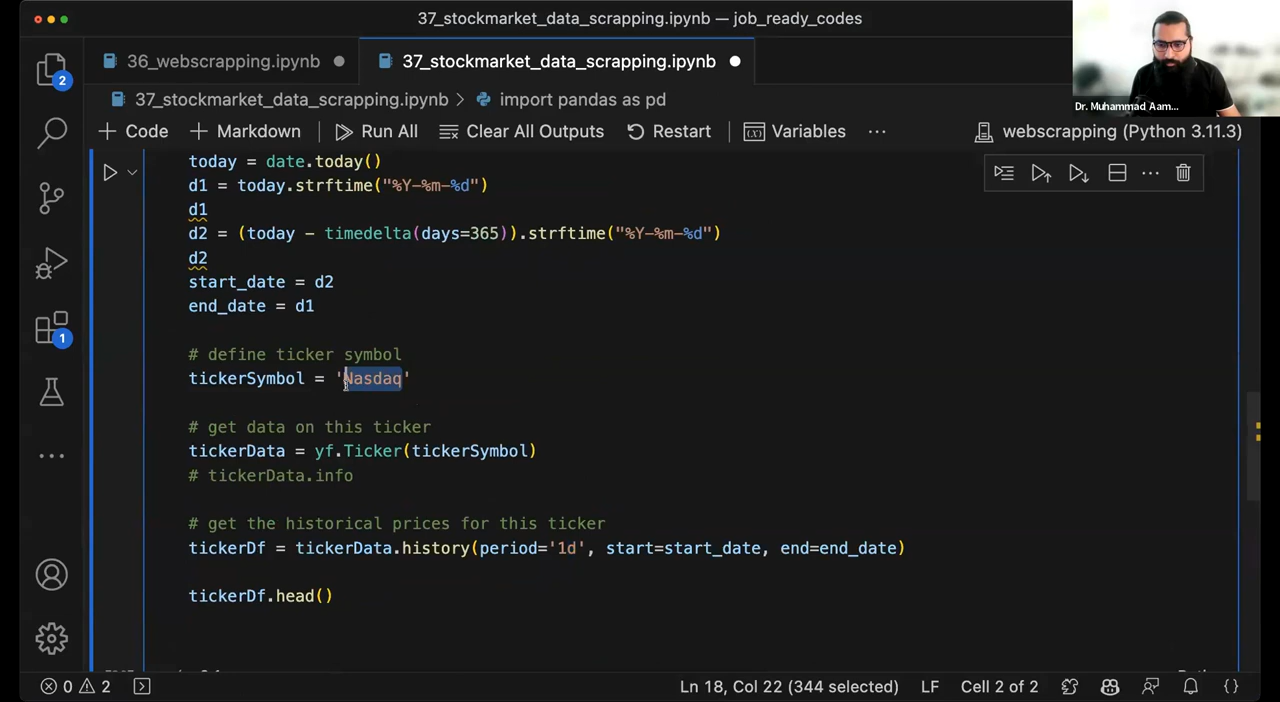 37_stockmarket_data_scrapping.ipynb — job_ready_codes
36_webscrapping.ipynb
37_stockmarket_data_scrapping.ipynb
Dr. Muhammad Aam...
2
37_stockmarket_data_scrapping.ipynb > import pandas as pd
+ Code + Markdown Run All Clear All Outputs Restart Variables ... webscrapping (Python 3.11.3)
today = date.today()
d1 = today.strftime("%Y-%m-%d")
d1
d2 = (today - timedelta(days=365)).strftime("%Y-%m-%d")
d2
start_date = d2
end_date = d1
1
# define ticker symbol
tickerSymbol = 'Nasdaq'
# get data on this ticker
tickerData = yf.Ticker(tickerSymbol)
# tickerData.info
# get the historical prices for this ticker
tickerDf = tickerData.history(period='1d', start=start_date, end=end_date)
tickerDf.head()
0 2 Ln 18, Col 22 (344 selected) LF Cell 2 of 2